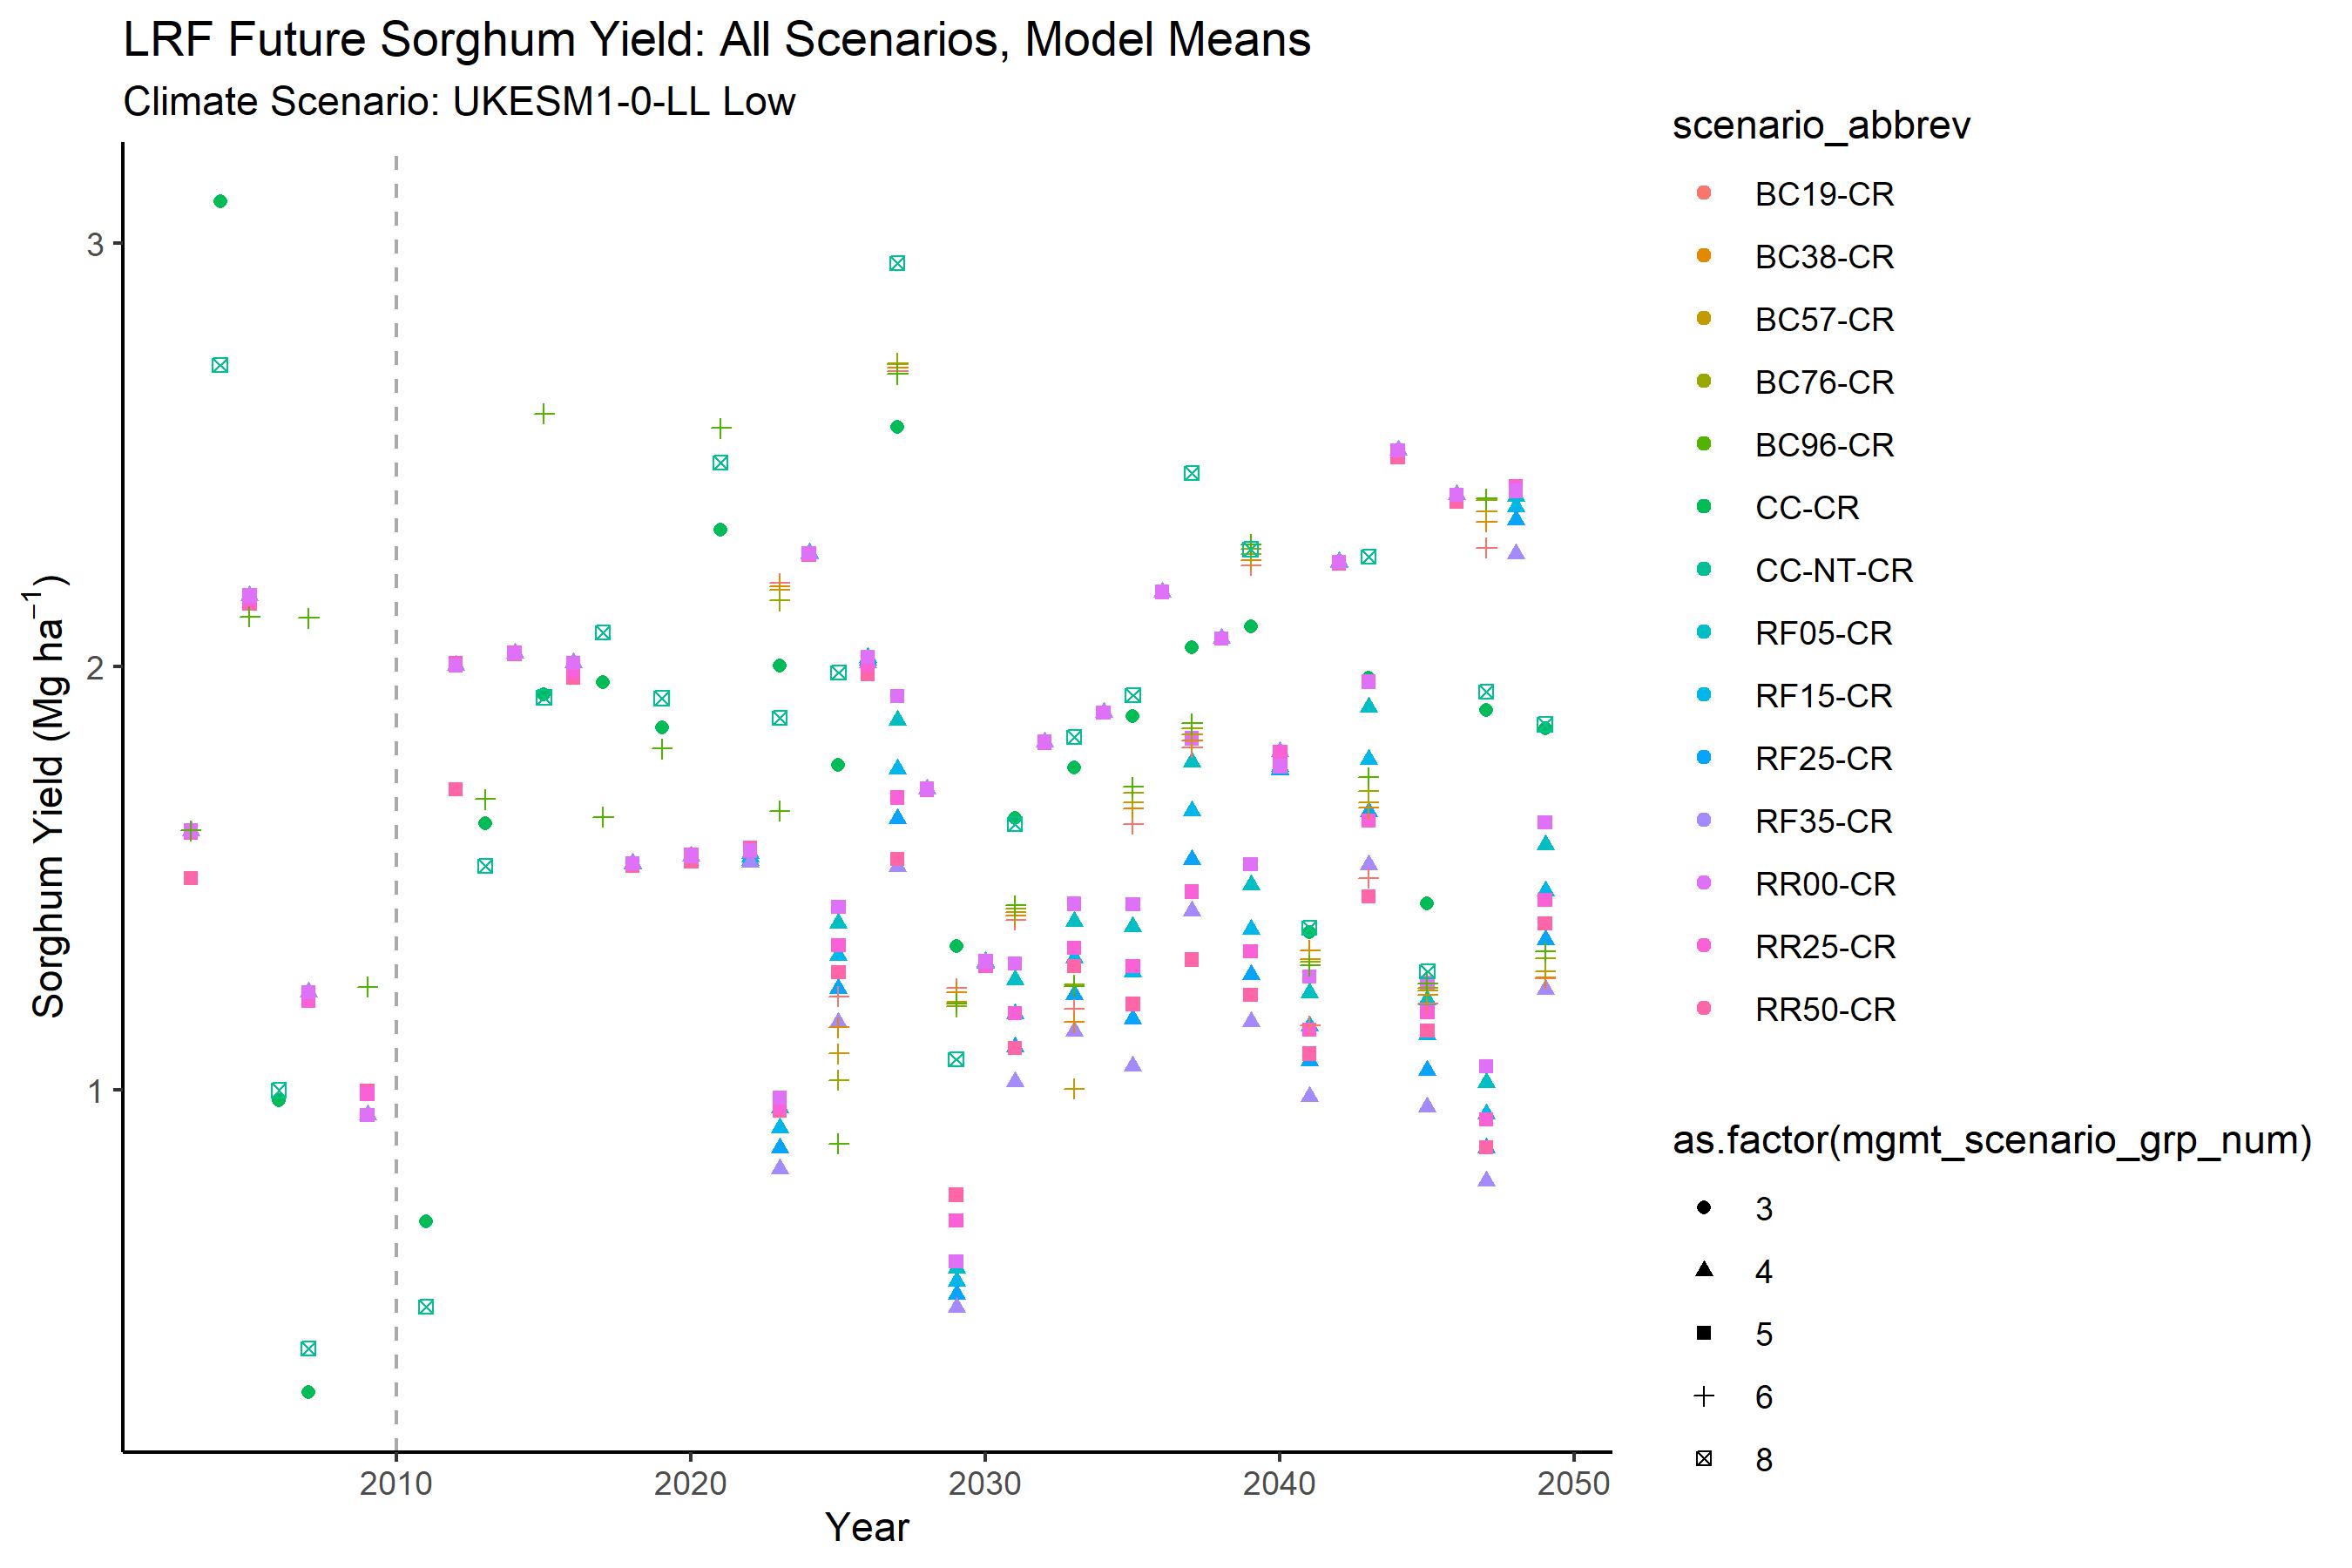 LRF Future Sorghum Yield: All Scenarios, Model Means
Climate Scenario: UKESM1-0-LL Low
Sorghum Yield (Mg ha⁻¹)
3
2
1
2010
2020
2030
2040
2050
Year
scenario_abbrev
BC19-CR
BC38-CR
BC57-CR
BC76-CR
BC96-CR
CC-CR
CC-NT-CR
RF05-CR
RF15-CR
RF25-CR
RF35-CR
RR00-CR
RR25-CR
RR50-CR
as.factor(mgmt_scenario_grp_num)
3
4
5
6
8